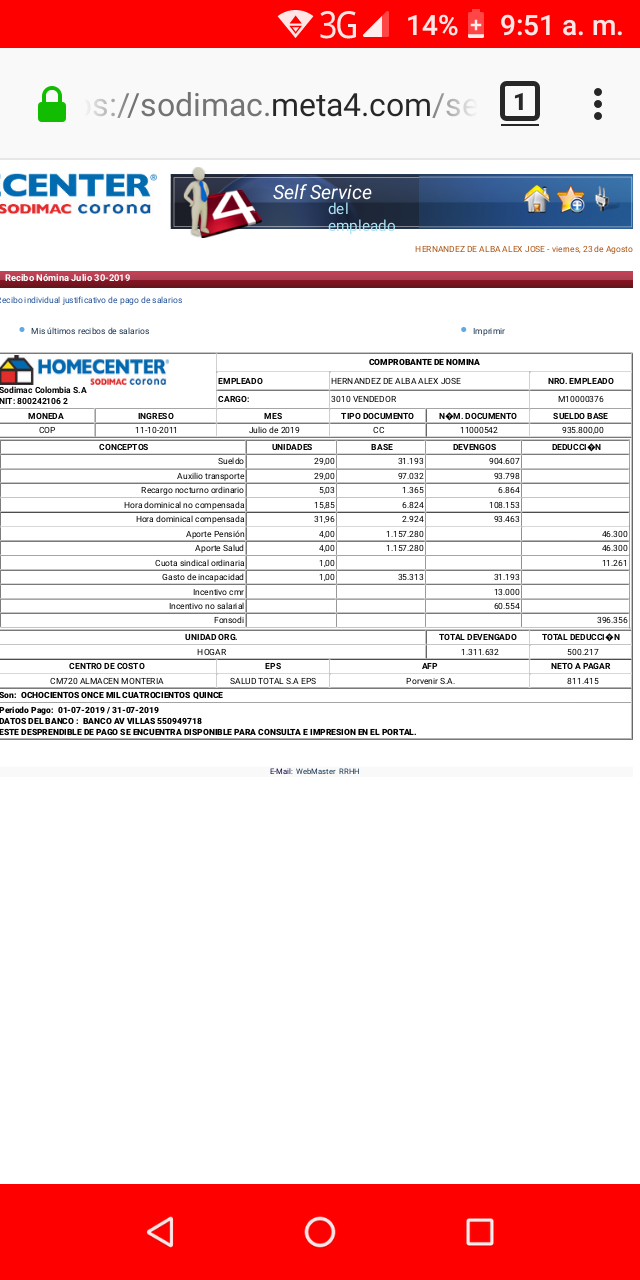 3G 14% 9:51 a. m.
s://sodimac.meta4.com/se 1
CENTER®
SODIMAC corona
4 Self Service
del
empleado
HERNANDEZ DE ALBA ALEX JOSE - viernes, 23 de Agosto
Recibo Nómina Julio 30-2019
Recibo individual justificativo de pago de salarios
Mis últimos recibos de salarios Imprimir
HOMECENTER® COMPROBANTE DE NOMINA
SODIMAC corona
Sodimac Colombia S.A
NIT: 800242106 2
EMPLEADO HERNANDEZ DE ALBA ALEX JOSE NRO. EMPLEADO
CARGO: 3010 VENDEDOR M10000376
MONEDA INGRESO MES TIPO DOCUMENTO N�M. DOCUMENTO SUELDO BASE
COP 11-10-2011 Julio de 2019 CC 11000542 935.800,00
CONCEPTOS UNIDADES BASE DEVENGOS DEDUCCI�N
Sueldo 29,00 31.193 904.607
Auxilio transporte 29,00 97.032 93.798
Recargo nocturno ordinario 5,03 1.365 6.864
Hora dominical no compensada 15,85 6.824 108.153
Hora dominical compensada 31,96 2.924 93.463
Aporte Pensión 4,00 1.157.280 46.300
Aporte Salud 4,00 1.157.280 46.300
Cuota sindical ordinaria 1,00 11.261
Gasto de incapacidad 1,00 35.313 31.193
Incentivo cmr 13.000
Incentivo no salarial 60.554
Fonsodi 396.356
UNIDAD ORG. TOTAL DEVENGADO TOTAL DEDUCCI�N
HOGAR 1.311.632 500.217
CENTRO DE COSTO EPS AFP NETO A PAGAR
CM720 ALMACEN MONTERIA SALUD TOTAL S.A EPS Porvenir S.A. 811.415
Son: OCHOCIENTOS ONCE MIL CUATROCIENTOS QUINCE
Periodo Pago: 01-07-2019 / 31-07-2019
DATOS DEL BANCO : BANCO AV VILLAS 550949718
ESTE DESPRENDIBLE DE PAGO SE ENCUENTRA DISPONIBLE PARA CONSULTA E IMPRESION EN EL PORTAL.
E-Mail: WebMaster RRHH